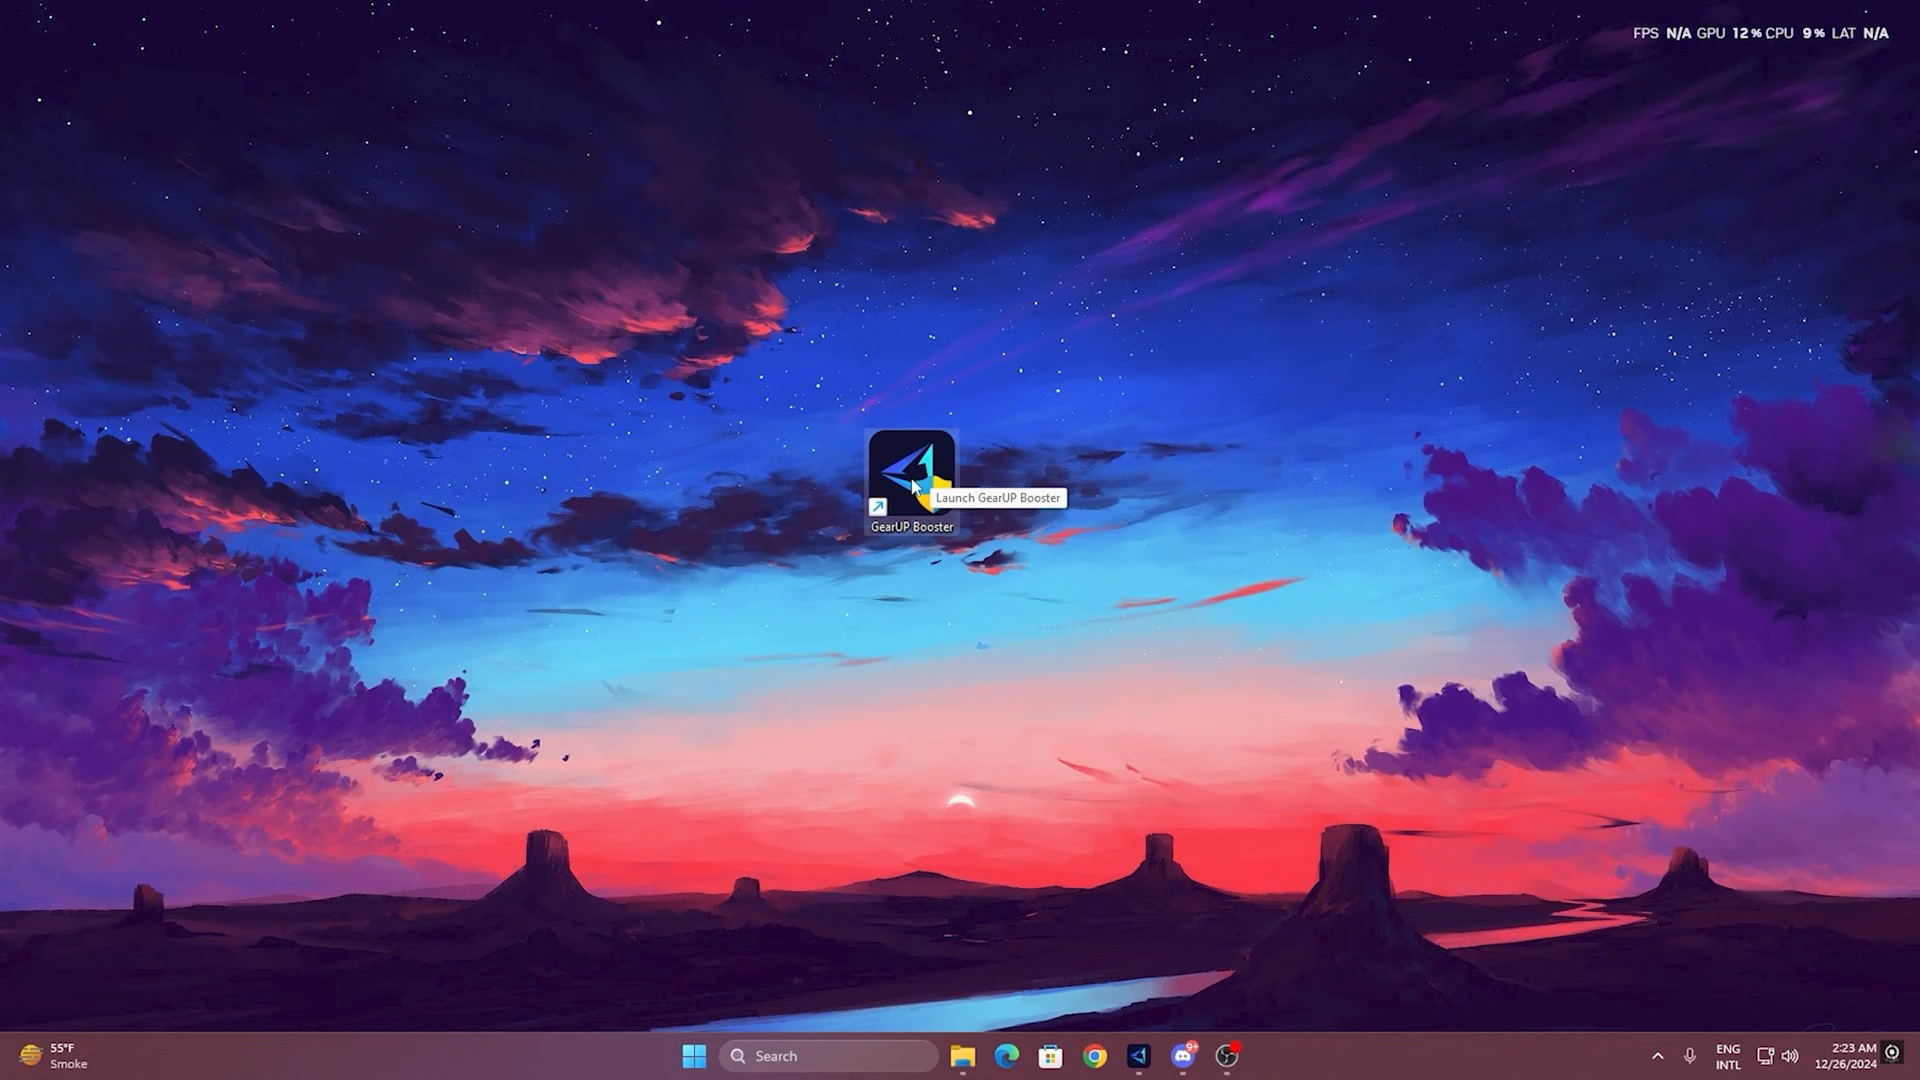 FPS N/A GPU 12% CPU 9% LAT N/A
Launch GearUP Booster
GearUP Booster
55°F
Smoke
Search
9+
ENG
INTL
2:23 AM
12/26/2024